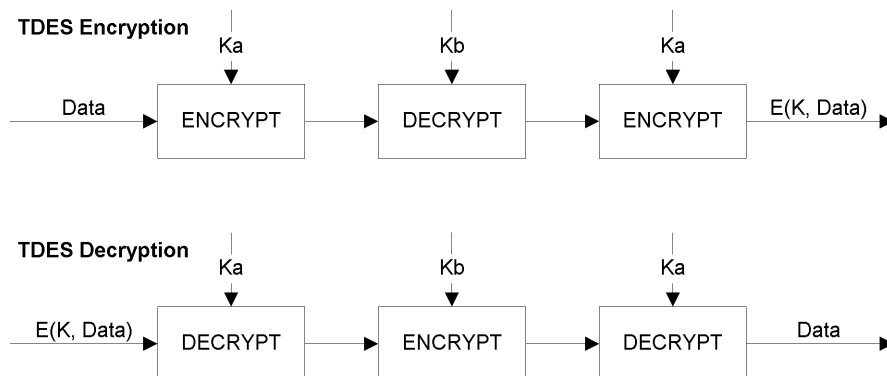 TDES Encryption
Ka
Kb
Ka
Data
ENCRYPT
DECRYPT
ENCRYPT
E(K, Data)
TDES Decryption
Ka
Kb
Ka
E(K, Data)
DECRYPT
ENCRYPT
DECRYPT
Data